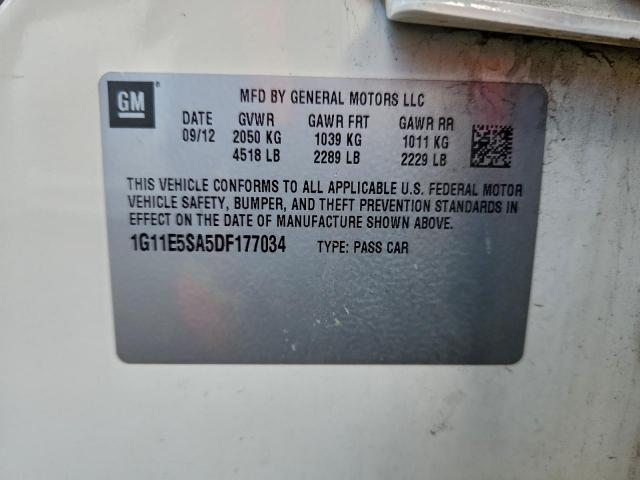 GM
MFD BY GENERAL MOTORS LLC
DATE GVWR GAWR FRT GAWR RR
09/12 2050 KG 1039 KG 1011 KG
4518 LB 2289 LB 2229 LB
THIS VEHICLE CONFORMS TO ALL APPLICABLE U.S. FEDERAL MOTOR
VEHICLE SAFETY, BUMPER, AND THEFT PREVENTION STANDARDS IN
EFFECT ON THE DATE OF MANUFACTURE SHOWN ABOVE.
1G11E5SA5DF177034 TYPE: PASS CAR